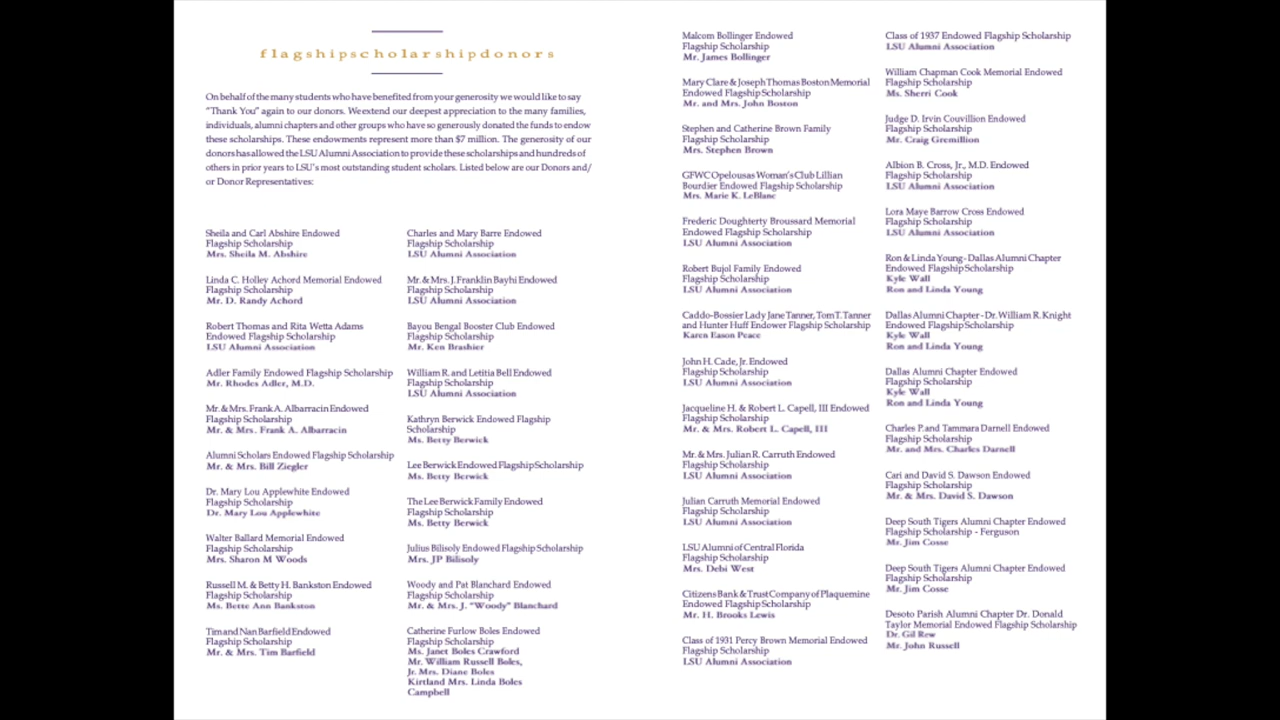 flagshipscholarshipdonors
On behalf of the many students who have benefited from your generosity we would like to say
"Thank You" again to our donors. We extend our deepest appreciation to the many families,
individuals, alumni chapters and other groups who have so generously donated the funds to endow
these scholarships. These endowments represent more than $7 million. The generosity of our
donors has allowed the LSU Alumni Association to provide these scholarships and hundreds of
others in prior years to LSU's most outstanding student scholars. Listed below are our Donors and/
or Donor Representatives:
Sheila and Carl Abshire Endowed
Flagship Scholarship
Mrs. Sheila M. Abshire
Linda C. Holley Achord Memorial Endowed
Flagship Scholarship
Mr. D. Randy Achord
Robert Thomas and Rita Wetta Adams
Endowed Flagship Scholarship
LSU Alumni Association
Adler Family Endowed Flagship Scholarship
Mr. Rhodes Adler, M.D.
Mr. & Mrs. Frank A. Albarracin Endowed
Flagship Scholarship
Mr. & Mrs. Frank A. Albarracin
Alumni Scholars Endowed Flagship Scholarship
Mr. & Mrs. Bill Ziegler
Dr. Mary Lou Applewhite Endowed
Flagship Scholarship
Dr. Mary Lou Applewhite
Walter Ballard Memorial Endowed
Flagship Scholarship
Mrs. Sharon M Woods
Russell M. & Betty H. Bankston Endowed
Flagship Scholarship
Ms. Bette Ann Bankston
Tim and Nan Barfield Endowed
Flagship Scholarship
Mr. & Mrs. Tim Barfield
Charles and Mary Barre Endowed
Flagship Scholarship
LSU Alumni Association
Mr. & Mrs. J. Franklin Bayhi Endowed
Flagship Scholarship
LSU Alumni Association
Bayou Bengal Booster Club Endowed
Flagship Scholarship
Mr. Ken Brashier
William R. and Letitia Bell Endowed
Flagship Scholarship
LSU Alumni Association
Kathryn Berwick Endowed Flagship
Scholarship
Ms. Betty Berwick
Lee Berwick Endowed Flagship Scholarship
Ms. Betty Berwick
The Lee Berwick Family Endowed
Flagship Scholarship
Ms. Betty Berwick
Julius Bilisoly Endowed Flagship Scholarship
Mrs. JP Bilisoly
Woody and Pat Blanchard Endowed
Flagship Scholarship
Mr. & Mrs. J. "Woody" Blanchard
Catherine Furlow Boles Endowed
Flagship Scholarship
Ms. Janet Boles Crawford
Mr. William Russell Boles,
Jr. Mrs. Diane Boles
Kirtland Mrs. Linda Boles
Campbell
Malcom Bollinger Endowed
Flagship Scholarship
Mr. James Bollinger
Mary Clare & Joseph Thomas Boston Memorial
Endowed Flagship Scholarship
Mr. and Mrs. John Boston
Stephen and Catherine Brown Family
Flagship Scholarship
Mrs. Stephen Brown
GFWC Opelousas Woman's Club Lillian
Bourdier Endowed Flagship Scholarship
Mrs. Marie K. LeBlanc
Frederic Doughterty Broussard Memorial
Endowed Flagship Scholarship
LSU Alumni Association
Robert Bujol Family Endowed
Flagship Scholarship
LSU Alumni Association
Caddo-Bossier Lady Jane Tanner, Tom T. Tanner
and Hunter Huff Endower Flagship Scholarship
Karen Eason Peace
John H. Cade, Jr. Endowed
Flagship Scholarship
LSU Alumni Association
Jacqueline H. & Robert L. Capell, III Endowed
Flagship Scholarship
Mr. & Mrs. Robert L. Capell, III
Mr. & Mrs. Julian R. Carruth Endowed
Flagship Scholarship
LSU Alumni Association
Julian Carruth Memorial Endowed
Flagship Scholarship
LSU Alumni Association
LSU Alumni of Central Florida
Flagship Scholarship
Mrs. Debi West
Citizens Bank & Trust Company of Plaquemine
Endowed Flagship Scholarship
Mr. H. Brooks Lewis
Class of 1931 Percy Brown Memorial Endowed
Flagship Scholarship
LSU Alumni Association
Class of 1937 Endowed Flagship Scholarship
LSU Alumni Association
William Chapman Cook Memorial Endowed
Flagship Scholarship
Ms. Sherri Cook
Judge D. Irvin Couvillion Endowed
Flagship Scholarship
Mr. Craig Gremillion
Albion B. Cross, Jr., M.D. Endowed
Flagship Scholarship
LSU Alumni Association
Lora Maye Barrow Cross Endowed
Flagship Scholarship
LSU Alumni Association
Ron & Linda Young - Dallas Alumni Chapter
Endowed Flagship Scholarship
Kyle Wall
Ron and Linda Young
Dallas Alumni Chapter - Dr. William R. Knight
Endowed Flagship Scholarship
Kyle Wall
Ron and Linda Young
Dallas Alumni Chapter Endowed
Flagship Scholarship
Kyle Wall
Ron and Linda Young
Charles P. and Tammara Darnell Endowed
Flagship Scholarship
Mr. and Mrs. Charles Darnell
Cari and David S. Dawson Endowed
Flagship Scholarship
Mr. & Mrs. David S. Dawson
Deep South Tigers Alumni Chapter Endowed
Flagship Scholarship - Ferguson
Mr. Jim Cosse
Deep South Tigers Alumni Chapter Endowed
Flagship Scholarship
Mr. Jim Cosse
Desoto Parish Alumni Chapter Dr. Donald
Taylor Memorial Endowed Flagship Scholarship
Dr. Gil Rew
Mr. John Russell